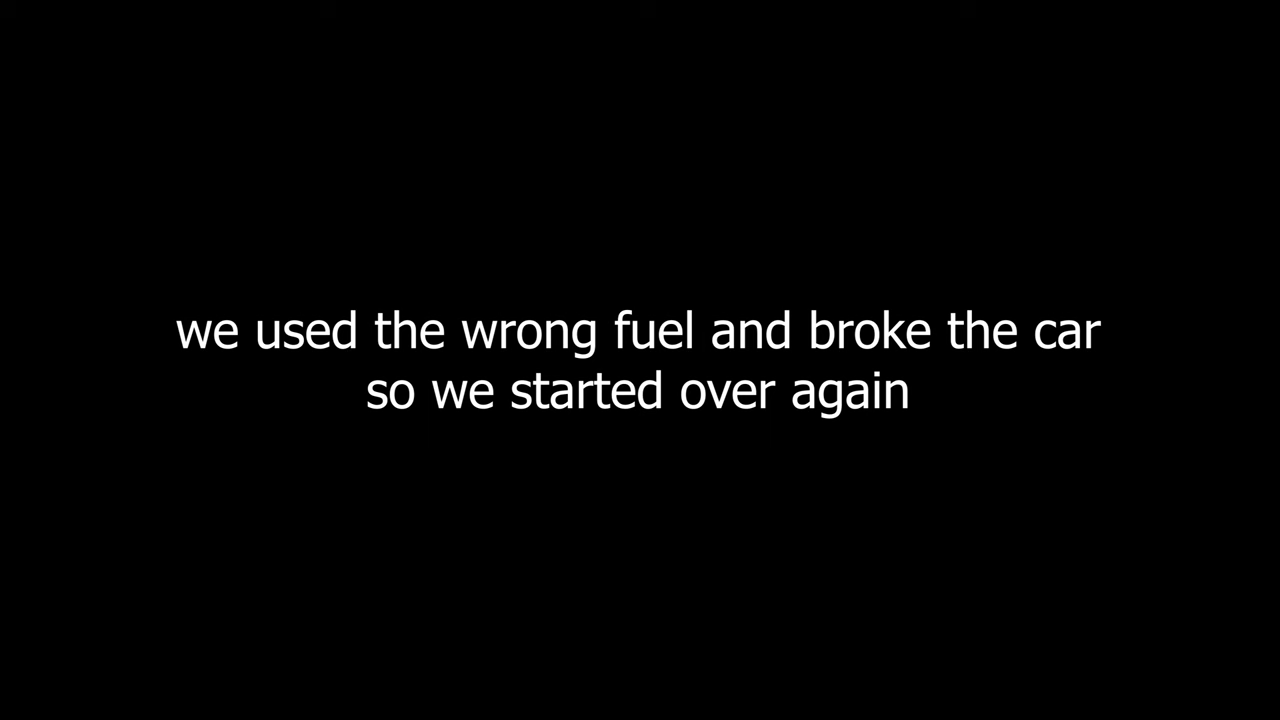 we used the wrong fuel and broke the car
so we started over again